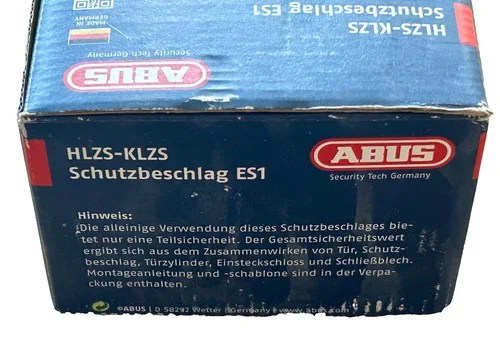 HLZS-KLZS
Schutzbeschlag ES1
MADE IN
GERMANY
ABUS
Security Tech Germany
HLZS-KLZS
Schutzbeschlag ES1
ABUS
Security Tech Germany
Hinweis:
Die alleinige Verwendung dieses Schutzbeschlages bie-
tet nur eine Teilsicherheit. Der Gesamtsicherheitswert
ergibt sich aus dem Zusammenwirken von Tür, Schutz-
beschlag, Türzylinder, Einsteckschloss und Schließblech.
Montageanleitung und -schablone sind in der Verpa-
ckung enthalten.
©ABUS | D 58292 Wetter | Germany | www.abus.com